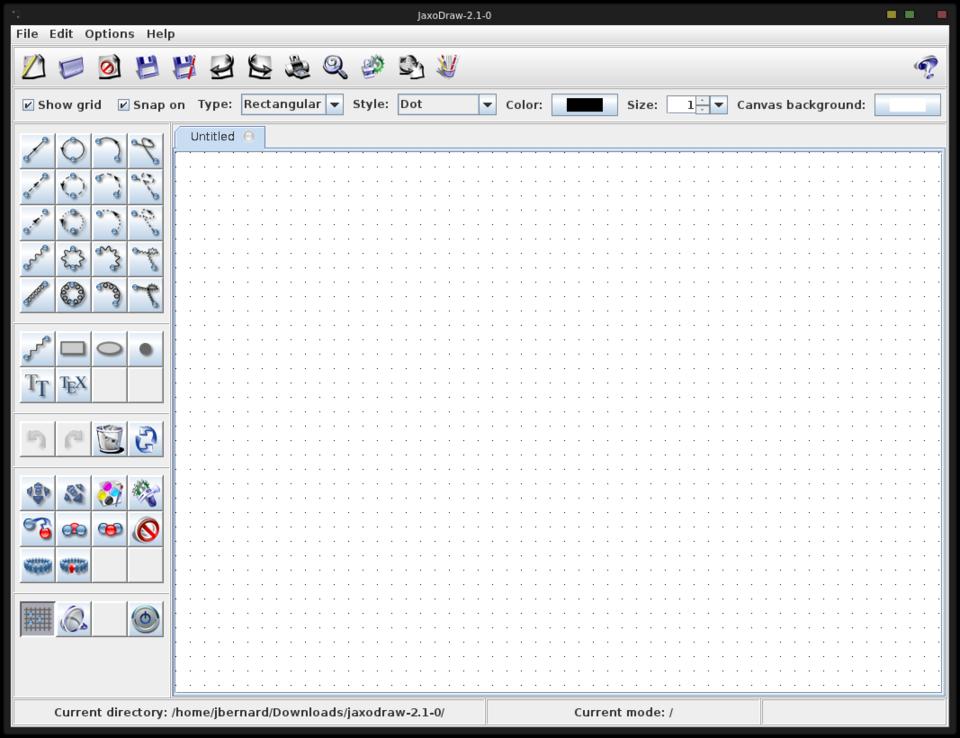 JaxoDraw-2.1-0
File Edit Options Help
Show grid Snap on Type: Rectangular Style: Dot Color: Size: 1 Canvas background:
Untitled
TT TEX
Current directory: /home/jbernard/Downloads/jaxodraw-2.1-0/ Current mode: /